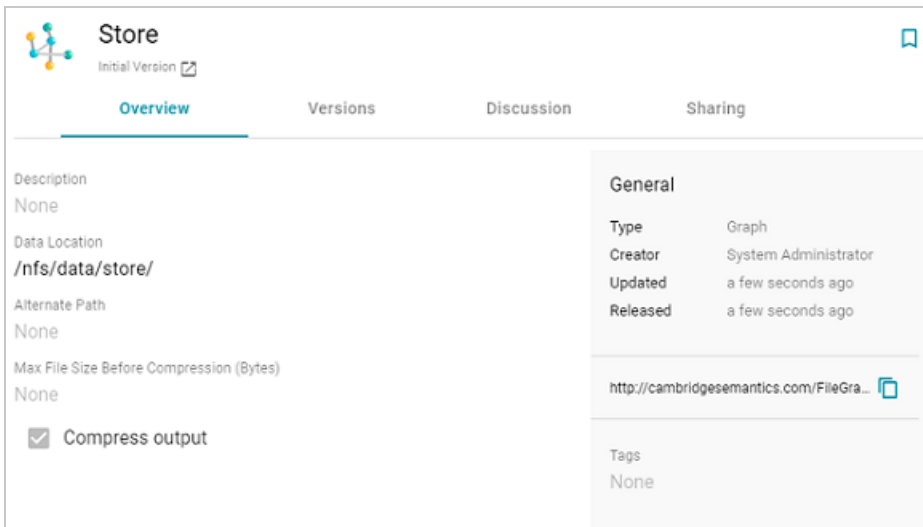 Store
Initial Version
Overview Versions Discussion Sharing
Description
None
Data Location
/nfs/data/store/
Alternate Path
None
Max File Size Before Compression (Bytes)
None
Compress output
General
Type Graph
Creator System Administrator
Updated a few seconds ago
Released a few seconds ago
http://cambridgesemantics.com/FileGra...
Tags
None